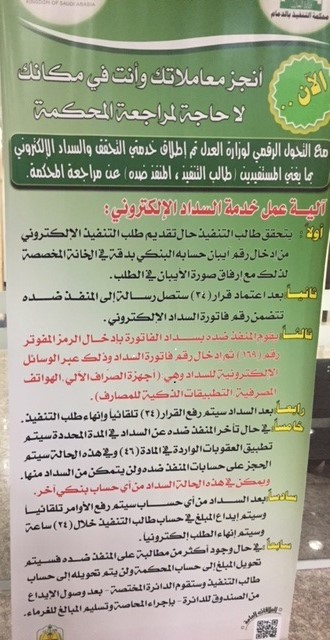 KINGDOM OF SAUDI ARABIA
محكمة التنفيذ بالدمام
الآن ..
أنجز معاملاتك وأنت في مكانك
لا حاجة لمراجعة المحكمة
مع التحول الرقمي لوزارة العدل تم إطلاق خدمتي التحقق والسداد الإلكتروني
مما يغني المستفيدين (طالب التنفيذ ، المنفذ ضده) عن مراجعة المحكمة.
آلية عمل خدمة السداد الإلكتروني:
أولاً: يتحقق طالب التنفيذ حال تقديم طلب التنفيذ الإلكتروني
من إدخال رقم ايبان حسابه البنكي بدقة في الخانة المخصصة
لذلك مع إرفاق صورة الآيبان في الطلب.
ثانياً: بعد اعتماد قرار (٣٤) ستصل رسالة إلى المنفذ ضده
تتضمن رقم فاتورة السداد الإلكتروني.
ثالثاً: يقوم المنفذ ضده بسداد الفاتورة بإدخال الرمز المفوتر
رقم (١٦٩) ثم ادخال رقم فاتورة السداد وذلك عبر الوسائل
الإلكترونية للسداد وهي (أجهزة الصراف الآلي، الهواتف
المصرفية، التطبيقات الذكية للمصارف).
رابعاً: بعد السداد سيتم رفع القرار (٣٤) تلقائياً وإنهاء طلب التنفيذ.
خامساً: في حال تأخر المنفذ ضده عن السداد في المدة المحددة سيتم
تطبيق العقوبات الواردة في المادة (٤٦) وفي هذه الحالة سيتم
الحجز على حسابات المنفذ ضده ولن يتمكن من السداد منها.
ويمكن في هذه الحالة السداد من أي حساب بنكي آخر.
سادساً: بعد السداد من أي حساب سيتم رفع الأوامر تلقائياً
وسيتم إيداع المبلغ في حساب طالب التنفيذ خلال (٢٤) ساعة
وسيتم إنهاء الطلب إلكترونياً.
سابعاً: في حال وجود أكثر من مطالبة على المنفذ ضده فسيتم
تحويل المبلغ إلى حساب المحكمة ولن يتم تحويله إلى حساب
طالب التنفيذ وستقوم الدائرة المختصة - بعد وصول الإيداع
من الصندوق للدائرة - بإجراء المحاصة وتسليم المبالغ للغرماء.